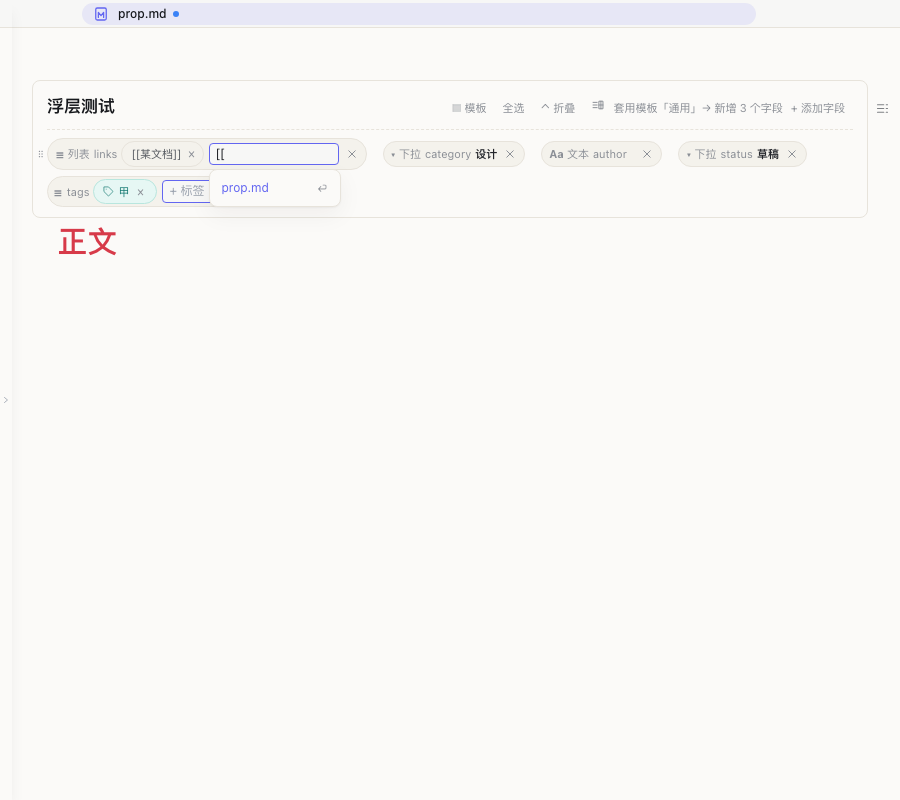 prop.md
浮层测试
模板 全选 折叠 套用模板「通用」→ 新增 3 个字段 + 添加字段
列表 links [[某文档]] × [[ × 下拉 category 设计 × Aa 文本 author × 下拉 status 草稿 ×
tags 甲 × + 标签
prop.md
正文